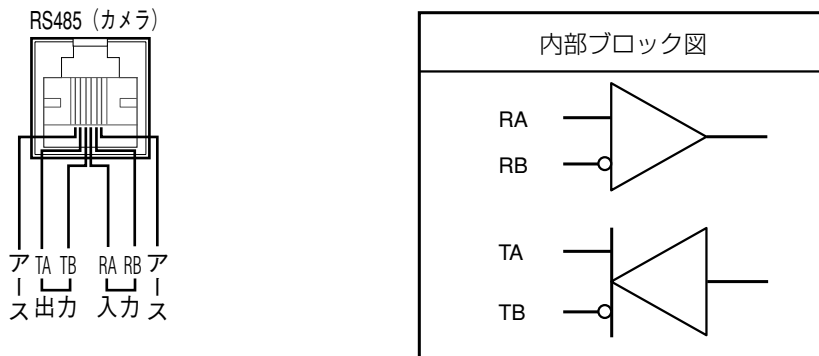 RS485（カメラ）
アース
TA TB
RA RB
アース
出力
入力
内部ブロック図
RA
RB
TA
TB